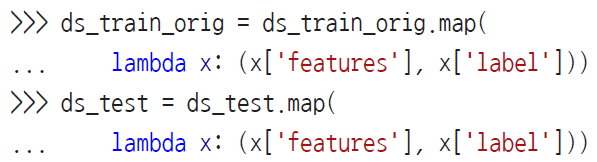 >>> ds_train_orig = ds_train_orig.map(
...     lambda x: (x['features'], x['label']))
>>> ds_test = ds_test.map(
...     lambda x: (x['features'], x['label']))